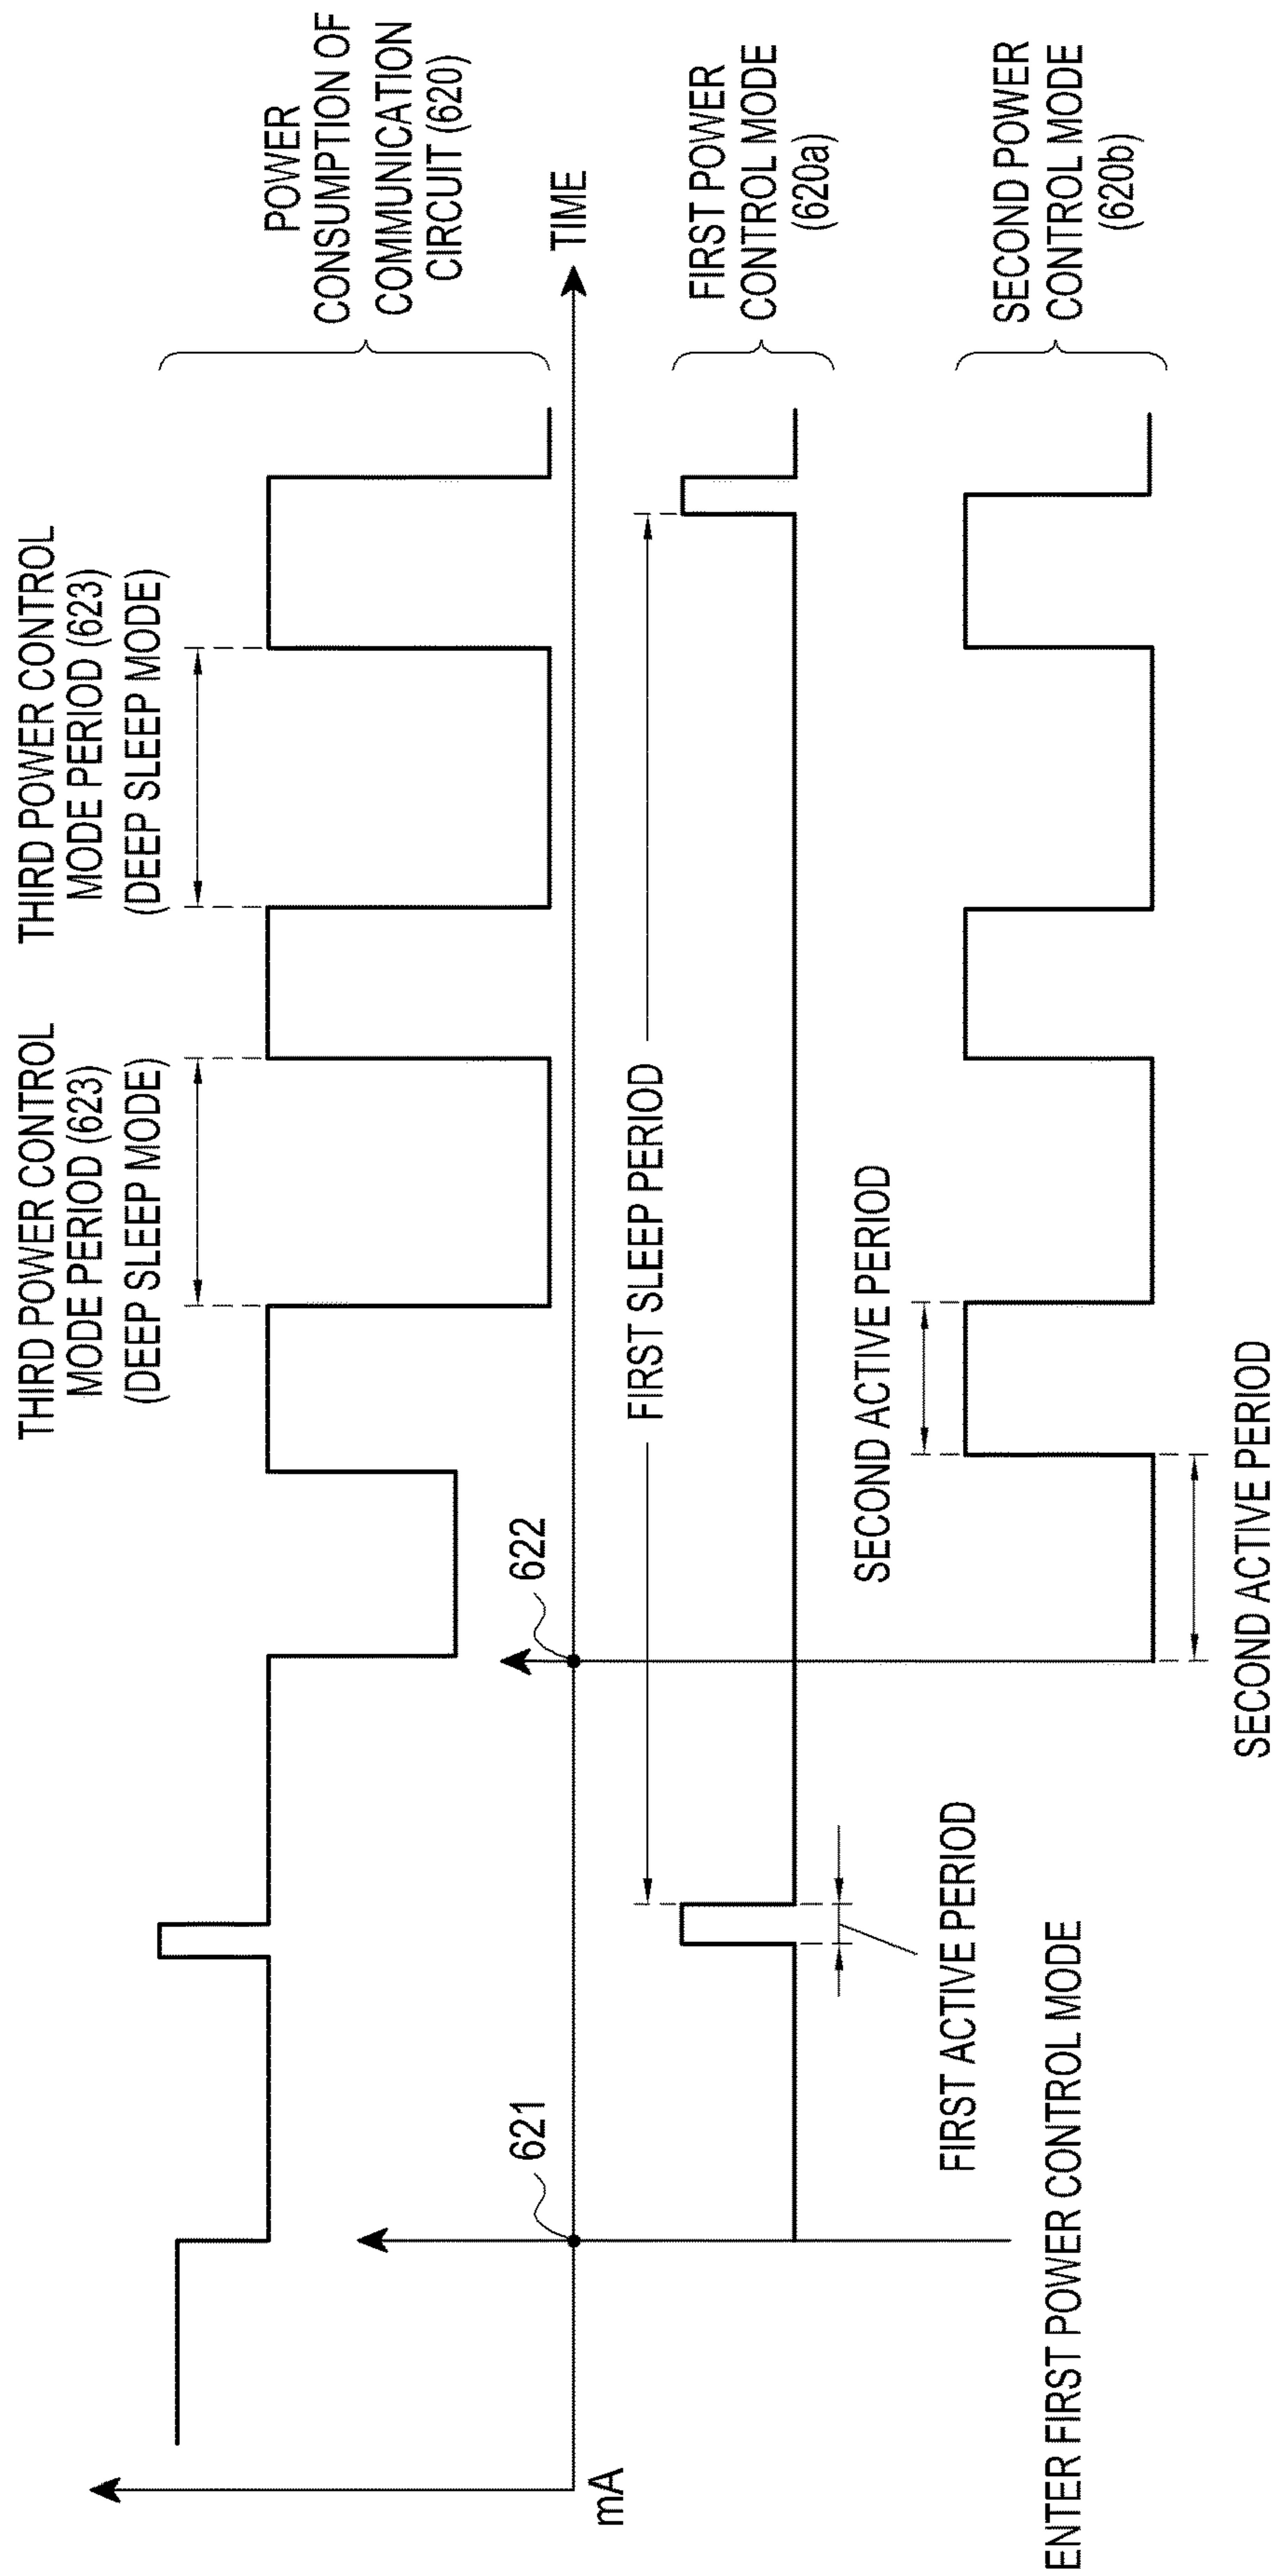 THIRD POWER CONTROL
MODE PERIOD (623)
(DEEP SLEEP MODE)
THIRD POWER CONTROL
MODE PERIOD (623)
(DEEP SLEEP MODE)
POWER
CONSUMPTION OF
COMMUNICATION
CIRCUIT (620)
621
622
TIME
mA
FIRST SLEEP PERIOD
FIRST POWER
CONTROL MODE
(620a)
FIRST ACTIVE PERIOD
SECOND ACTIVE PERIOD
SECOND POWER
CONTROL MODE
(620b)
ENTER FIRST POWER CONTROL MODE
SECOND ACTIVE PERIOD